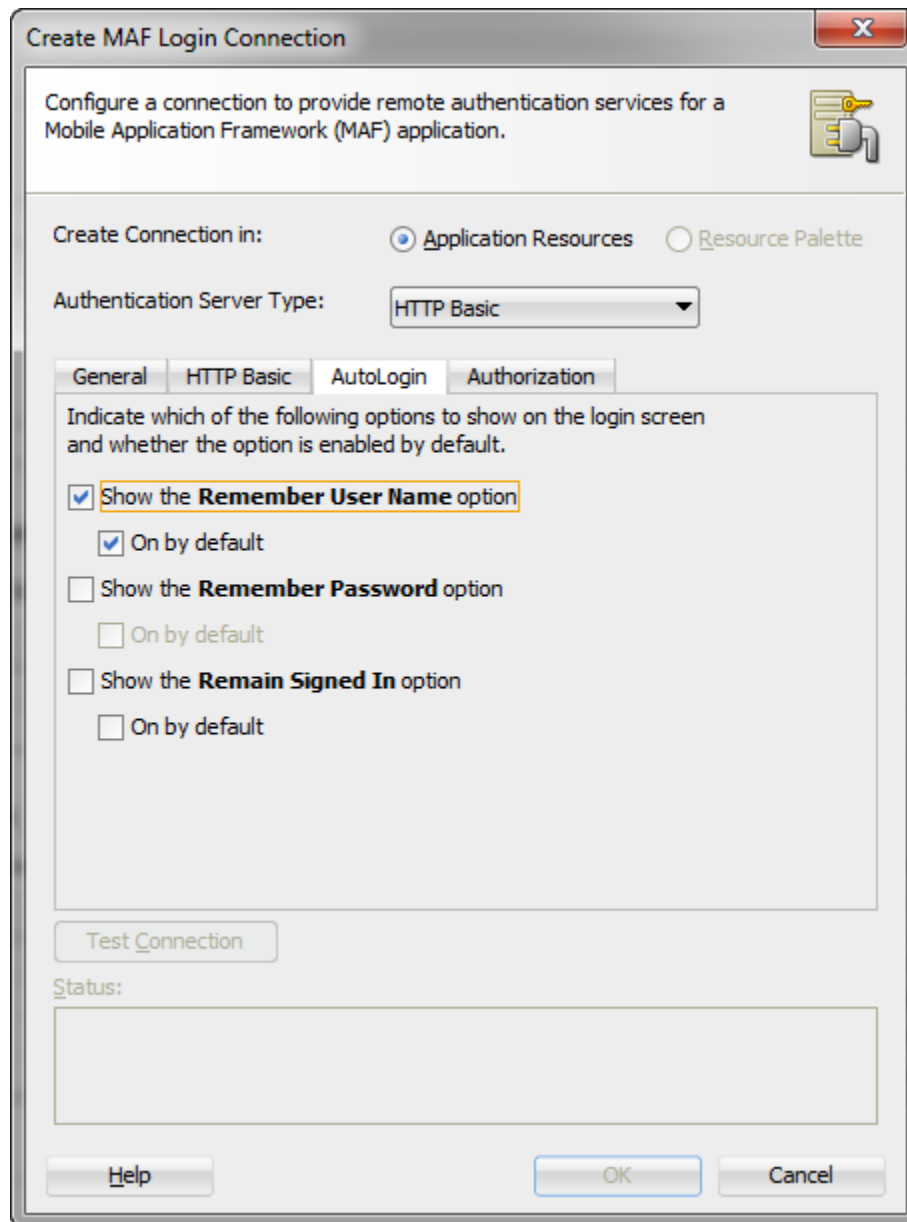 Create MAF Login Connection
Configure a connection to provide remote authentication services for a
Mobile Application Framework (MAF) application.
Create Connection in: Application Resources Resource Palette
Authentication Server Type: HTTP Basic
General HTTP Basic AutoLogin Authorization
Indicate which of the following options to show on the login screen
and whether the option is enabled by default.
Show the Remember User Name option
On by default
Show the Remember Password option
On by default
Show the Remain Signed In option
On by default
Test Connection
Status:
Help OK Cancel